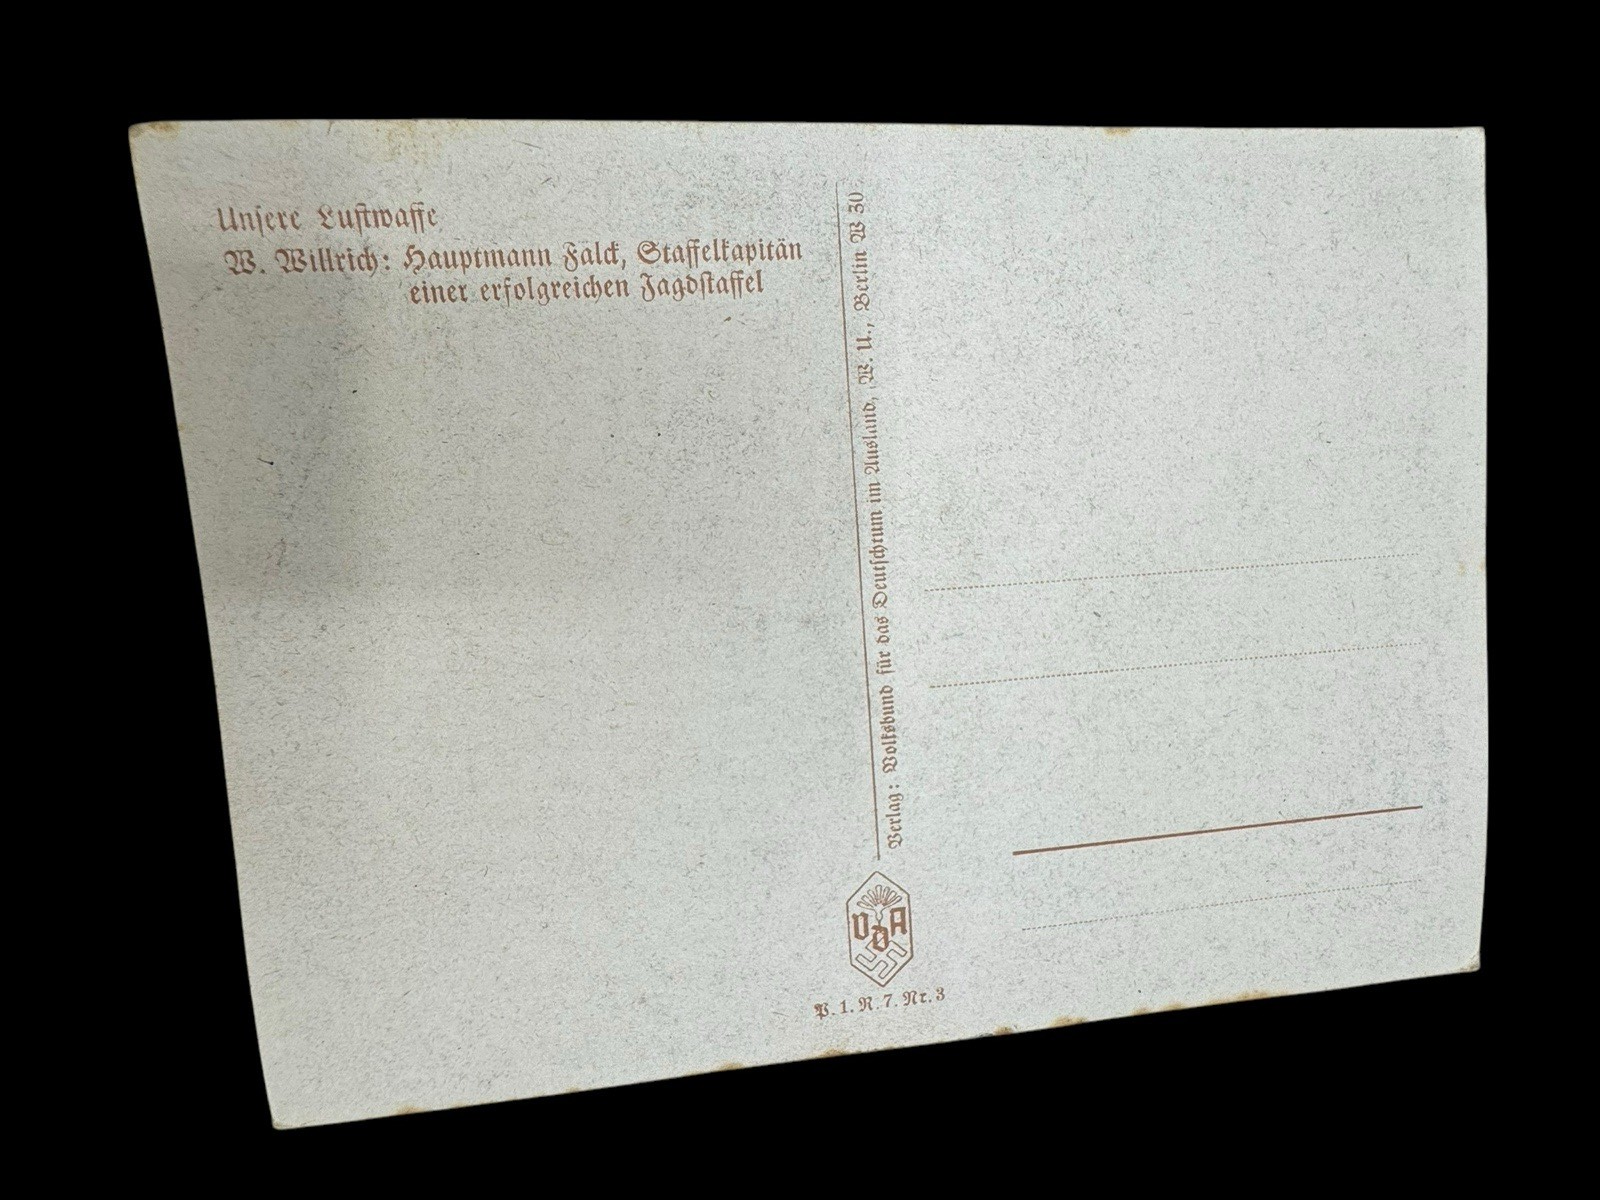 Unsere Luftwaffe
W. Willrich: Hauptmann Falck, Staffelkapitän
einer erfolgreichen Jagdstaffel
Verlag: Volksbund für das Deutschtum im Ausland, W. U., Berlin W 30
VDA
P. 1. R. 7. Nr. 3